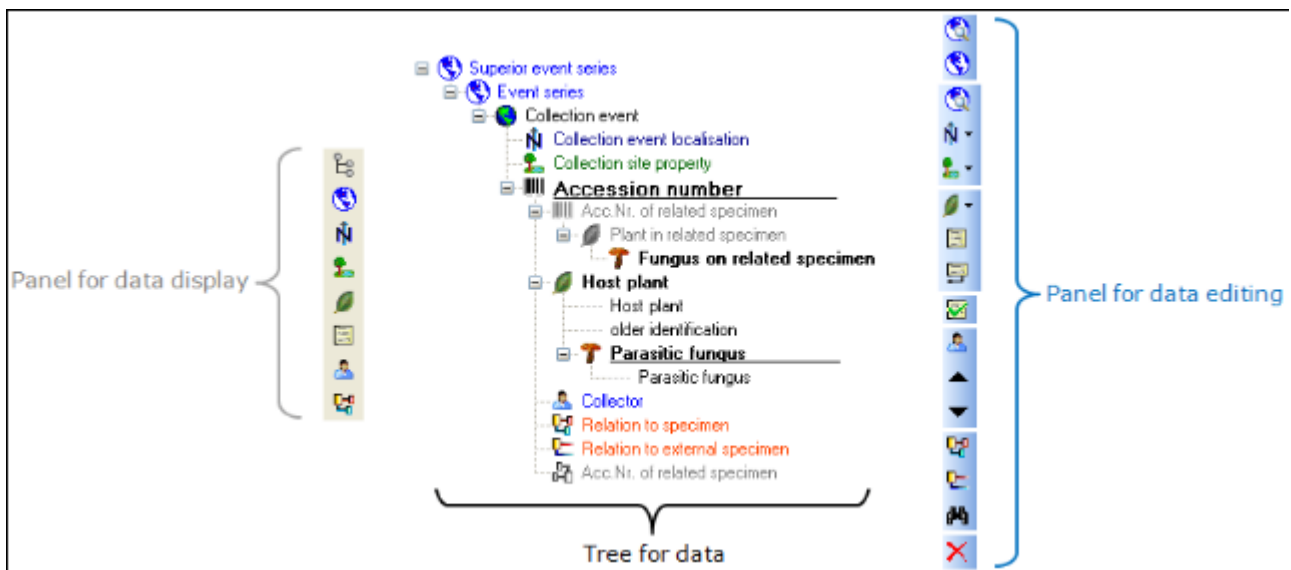 Superior event series
Event series
Collection event
Collection event localisation
Collection site property
Accession number
Acc.Nr. of related specimen
Plant in related specimen
Fungus on related specimen
Panel for data display
Host plant
Panel for data editing
Host plant
older identification
Parasitic fungus
Parasitic fungus
Collector
Relation to specimen
Relation to external specimen
Acc.Nr. of related specimen
Tree for data